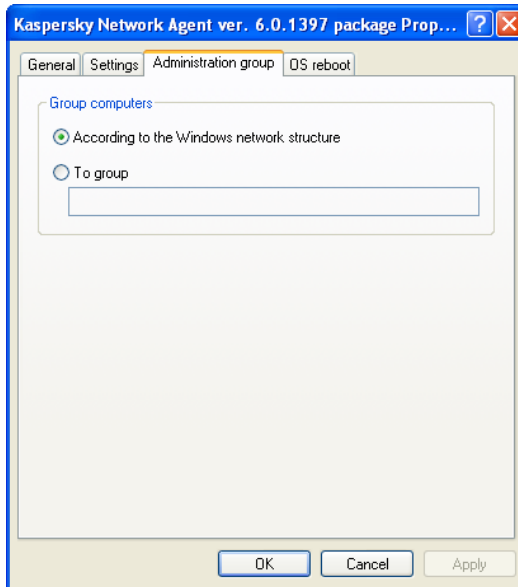 Kaspersky Network Agent ver. 6.0.1397 package Prop...
General Settings Administration group OS reboot
Group computers
According to the Windows network structure
To group
OK Cancel Apply